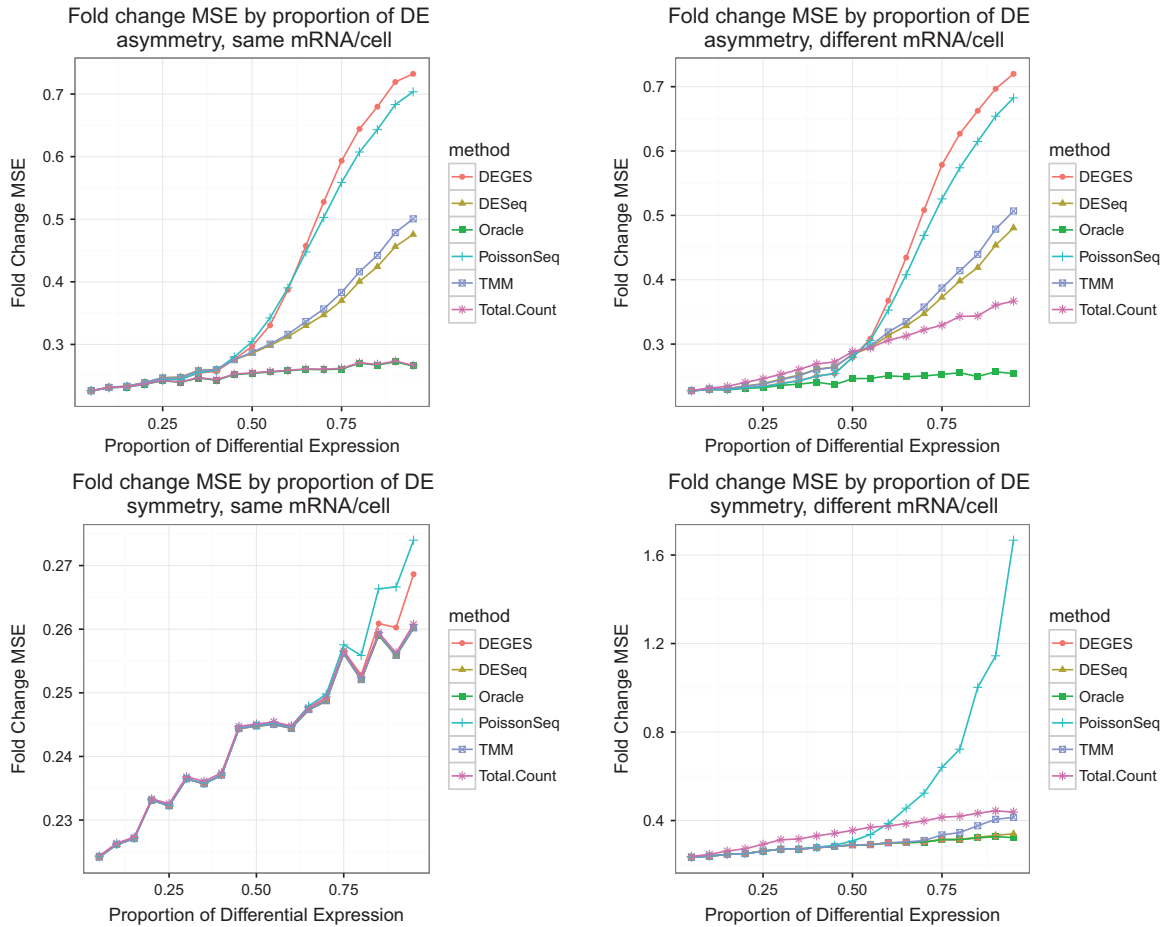 Fold change MSE by proportion of DE
asymmetry, same mRNA/cell
Fold Change MSE
0.7
0.6
0.5
0.4
0.3
0.25
0.50
0.75
Proportion of Differential Expression
method
DEGES
DESeq
Oracle
PoissonSeq
TMM
Total.Count
Fold change MSE by proportion of DE
asymmetry, different mRNA/cell
Fold Change MSE
0.7
0.6
0.5
0.4
0.3
0.2
0.25
0.50
0.75
Proportion of Differential Expression
method
DEGES
DESeq
Oracle
PoissonSeq
TMM
Total.Count
Fold change MSE by proportion of DE
symmetry, same mRNA/cell
Fold Change MSE
0.27
0.26
0.25
0.24
0.23
0.25
0.50
0.75
Proportion of Differential Expression
method
DEGES
DESeq
Oracle
PoissonSeq
TMM
Total.Count
Fold change MSE by proportion of DE
symmetry, different mRNA/cell
Fold Change MSE
1.6
1.2
0.8
0.4
0.25
0.50
0.75
Proportion of Differential Expression
method
DEGES
DESeq
Oracle
PoissonSeq
TMM
Total.Count